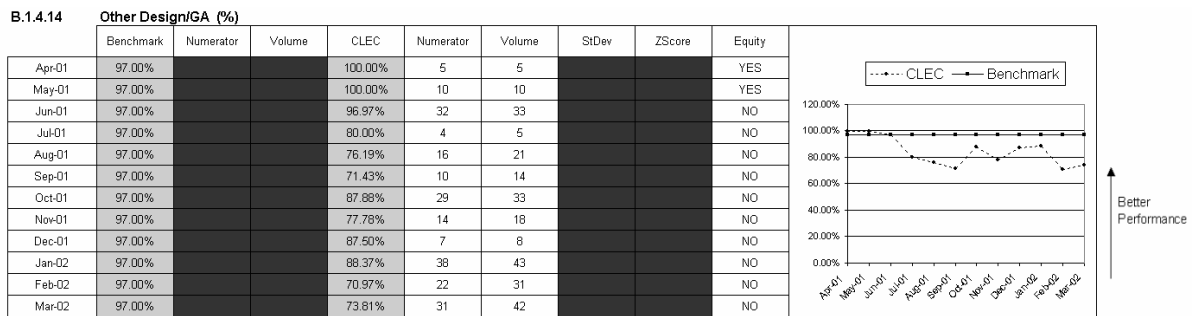 B.1.4.14 Other Design/GA (%)
Benchmark Numerator Volume CLEC Numerator Volume StDev ZScore Equity
Apr-01 97.00% 100.00% 5 5 YES
May-01 97.00% 100.00% 10 10 YES
Jun-01 97.00% 96.97% 32 33 NO
Jul-01 97.00% 80.00% 4 5 NO
Aug-01 97.00% 76.19% 16 21 NO
Sep-01 97.00% 71.43% 10 14 NO
Oct-01 97.00% 87.88% 29 33 NO
Nov-01 97.00% 77.78% 14 18 NO
Dec-01 97.00% 87.50% 7 8 NO
Jan-02 97.00% 88.37% 38 43 NO
Feb-02 97.00% 70.97% 22 31 NO
Mar-02 97.00% 73.81% 31 42 NO
CLEC Benchmark
120.00%
100.00%
80.00%
60.00%
40.00%
20.00%
0.00%
Apr-01 May-01 Jun-01 Jul-01 Aug-01 Sep-01 Oct-01 Nov-01 Dec-01 Jan-02 Feb-02 Mar-02
Better
Performance